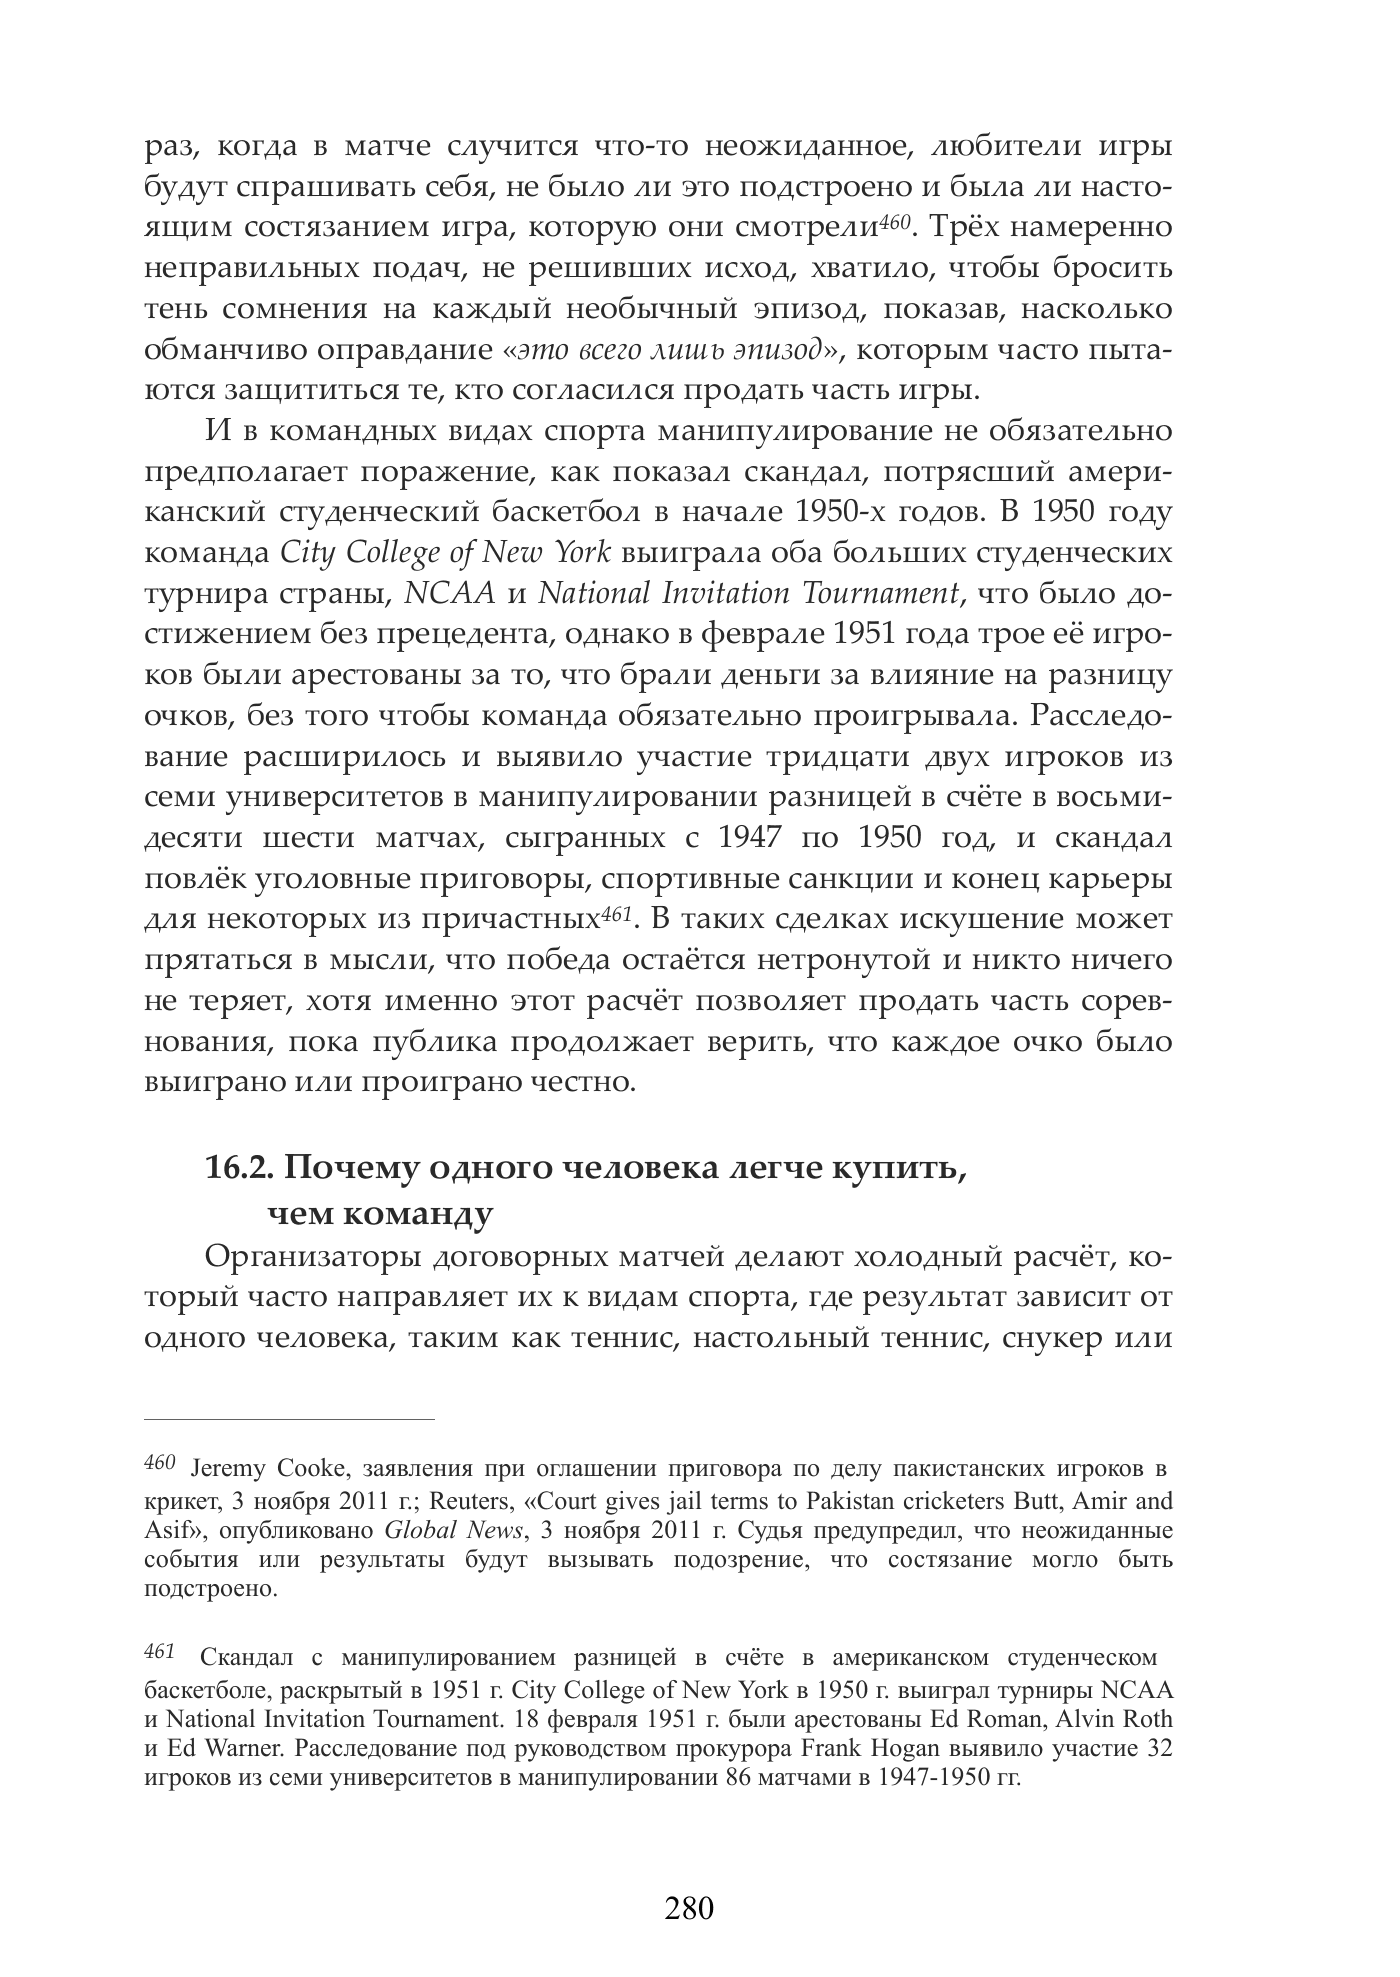 раз, когда в матче случится что-то неожиданное, любители игры
будут спрашивать себя, не было ли это подстроено и была ли насто-
ящим состязанием игра, которую они смотрели460. Трёх намеренно
неправильных подач, не решивших исход, хватило, чтобы бросить
тень сомнения на каждый необычный эпизод, показав, насколько
обманчиво оправдание «это всего лишь эпизод», которым часто пыта-
ются защититься те, кто согласился продать часть игры.
И в командных видах спорта манипулирование не обязательно
предполагает поражение, как показал скандал, потрясший амери-
канский студенческий баскетбол в начале 1950-х годов. В 1950 году
команда City College of New York выиграла оба больших студенческих
турнира страны, NCAA и National Invitation Tournament, что было до-
стижением без прецедента, однако в феврале 1951 года трое её игро-
ков были арестованы за то, что брали деньги за влияние на разницу
очков, без того чтобы команда обязательно проигрывала. Расследо-
вание расширилось и выявило участие тридцати двух игроков из
семи университетов в манипулировании разницей в счёте в восьми-
десяти шести матчах, сыгранных с 1947 по 1950 год, и скандал
повлёк уголовные приговоры, спортивные санкции и конец карьеры
для некоторых из причастных461. В таких сделках искушение может
прятаться в мысли, что победа остаётся нетронутой и никто ничего
не теряет, хотя именно этот расчёт позволяет продать часть сорев-
нования, пока публика продолжает верить, что каждое очко было
выиграно или проиграно честно.
16.2. Почему одного человека легче купить,
чем команду
Организаторы договорных матчей делают холодный расчёт, ко-
торый часто направляет их к видам спорта, где результат зависит от
одного человека, таким как теннис, настольный теннис, снукер или
460 Jeremy Cooke, заявления при оглашении приговора по делу пакистанских игроков в
крикет, 3 ноября 2011 г.; Reuters, «Court gives jail terms to Pakistan cricketers Butt, Amir and
Asif», опубликовано Global News, 3 ноября 2011 г. Судья предупредил, что неожиданные
события или результаты будут вызывать подозрение, что состязание могло быть
подстроено.
461 Скандал с манипулированием разницей в счёте в американском студенческом
баскетболе, раскрытый в 1951 г. City College of New York в 1950 г. выиграл турниры NCAA
и National Invitation Tournament. 18 февраля 1951 г. были арестованы Ed Roman, Alvin Roth
и Ed Warner. Расследование под руководством прокурора Frank Hogan выявило участие 32
игроков из семи университетов в манипулировании 86 матчами в 1947-1950 гг.
280